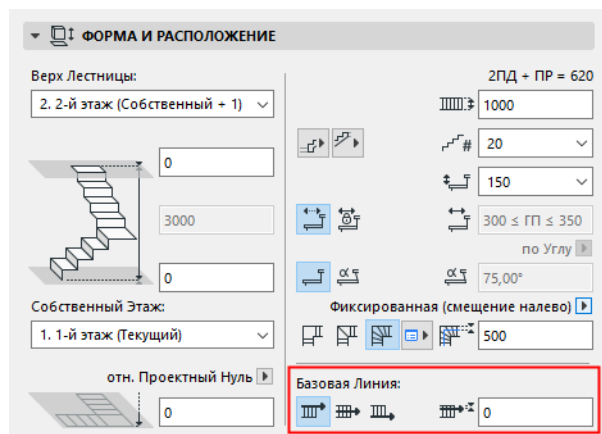 ФОРМА И РАСПОЛОЖЕНИЕ
Верх Лестницы:
2. 2-й этаж (Собственный + 1)
0
3000
0
Собственный Этаж:
1. 1-й этаж (Текущий)
отн. Проектный Нуль
0
2ПД + ПР = 620
1000
# 20
150
300 ≤ ГП ≤ 350
по Углу
α α 75,00°
Фиксированная (смещение налево)
500
Базовая Линия:
0